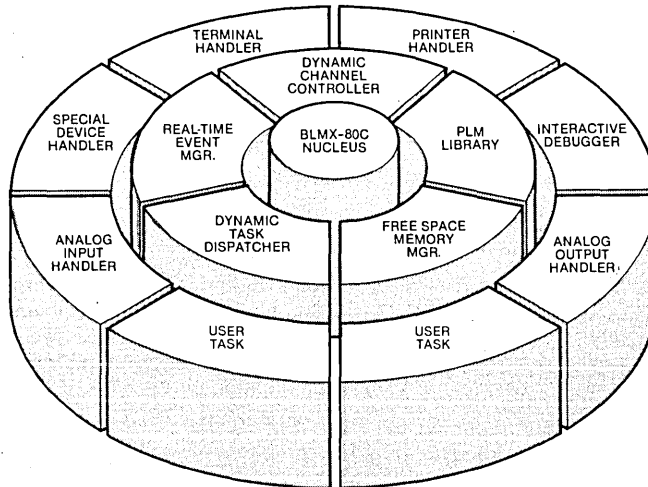 TERMINAL
HANDLER
PRINTER
HANDLER
DYNAMIC
CHANNEL
CONTROLLER
SPECIAL
DEVICE
HANDLER
REAL-TIME
EVENT
MGR.
BLMX-80C
NUCLEUS
PLM
LIBRARY
INTERACTIVE
DEBUGGER
ANALOG
INPUT
HANDLER
DYNAMIC
TASK
DISPATCHER
FREE SPACE
MEMORY
MGR.
ANALOG
OUTPUT
HANDLER
USER
TASK
USER
TASK